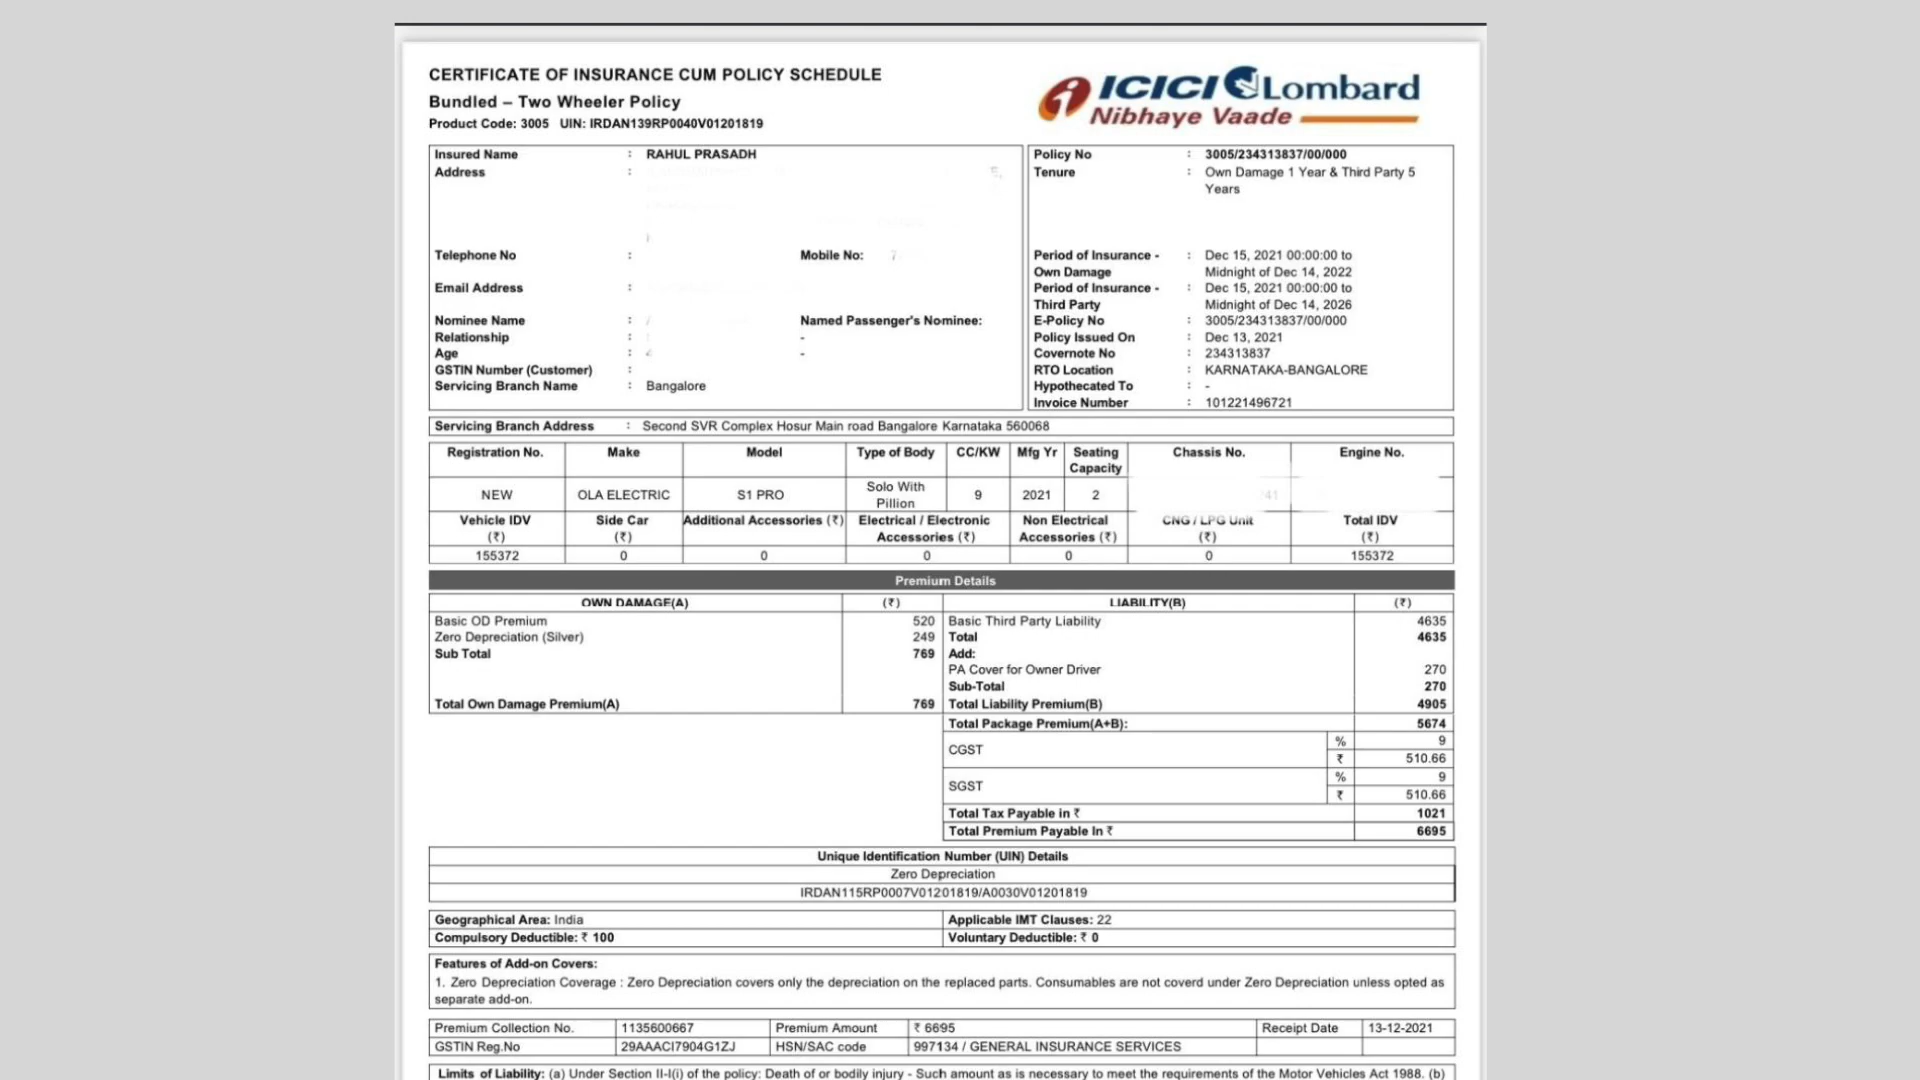 CERTIFICATE OF INSURANCE CUM POLICY SCHEDULE
Bundled – Two Wheeler Policy
Product Code: 3005 UIN: IRDAN139RP0040V01201819
ICICI Lombard
Nibhaye Vaade
Insured Name : RAHUL PRASADH
Address :
Telephone No : Mobile No: 7
Email Address :
Nominee Name : Named Passenger's Nominee:
Relationship : -
Age : -
GSTIN Number (Customer) :
Servicing Branch Name : Bangalore
Policy No : 3005/234313837/00/000
Tenure : Own Damage 1 Year & Third Party 5
Years
Period of Insurance - : Dec 15, 2021 00:00:00 to
Own Damage Midnight of Dec 14, 2022
Period of Insurance - : Dec 15, 2021 00:00:00 to
Third Party Midnight of Dec 14, 2026
E-Policy No : 3005/234313837/00/000
Policy Issued On : Dec 13, 2021
Covernote No : 234313837
RTO Location : KARNATAKA-BANGALORE
Hypothecated To : -
Invoice Number : 101221496721
Servicing Branch Address : Second SVR Complex Hosur Main road Bangalore Karnataka 560068
Registration No. Make Model Type of Body CC/KW Mfg Yr Seating Capacity Chassis No. Engine No.
NEW OLA ELECTRIC S1 PRO Solo With Pillion 9 2021 2
Vehicle IDV (₹) Side Car (₹) Additional Accessories (₹) Electrical / Electronic Accessories (₹) Non Electrical Accessories (₹) CNG / LPG Unit (₹) Total IDV (₹)
155372 0 0 0 0 0 155372
Premium Details
OWN DAMAGE(A) (₹) LIABILITY(B) (₹)
Basic OD Premium 520 Basic Third Party Liability 4635
Zero Depreciation (Silver) 249 Total 4635
Sub Total 769 Add:
PA Cover for Owner Driver 270
Sub-Total 270
Total Own Damage Premium(A) 769 Total Liability Premium(B) 4905
Total Package Premium(A+B): 5674
CGST % 9
₹ 510.66
SGST % 9
₹ 510.66
Total Tax Payable in ₹ 1021
Total Premium Payable In ₹ 6695
Unique Identification Number (UIN) Details
Zero Depreciation
IRDAN115RP0007V01201819/A0030V01201819
Geographical Area: India Applicable IMT Clauses: 22
Compulsory Deductible: ₹ 100 Voluntary Deductible: ₹ 0
Features of Add-on Covers:
1. Zero Depreciation Coverage : Zero Depreciation covers only the depreciation on the replaced parts. Consumables are not coverd under Zero Depreciation unless opted as
separate add-on.
Premium Collection No. 1135600667 Premium Amount ₹ 6695 Receipt Date 13-12-2021
GSTIN Reg.No 29AAACI7904G1ZJ HSN/SAC code 997134 / GENERAL INSURANCE SERVICES
Limits of Liability: (a) Under Section II-I(i) of the policy: Death of or bodily injury - Such amount as is necessary to meet the requirements of the Motor Vehicles Act 1988. (b)